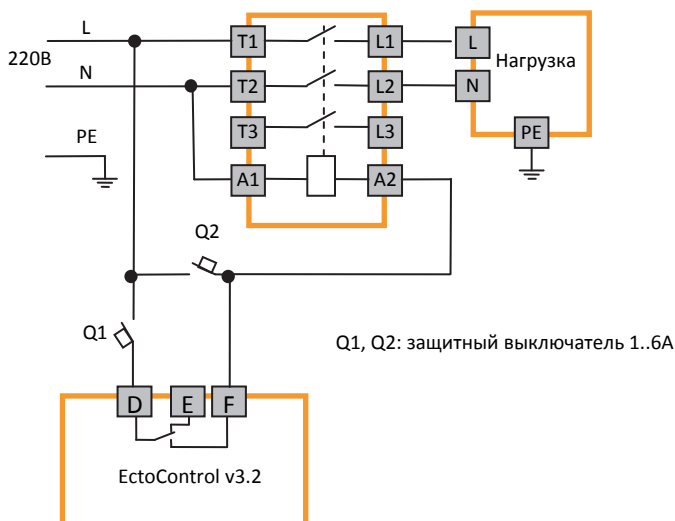 L
220В
N
PE
T1
L1
T2
L2
T3
L3
A1
A2
L
Нагрузка
N
PE
Q2
Q1
Q1, Q2: защитный выключатель 1..6А
D
E
F
EctoControl v3.2